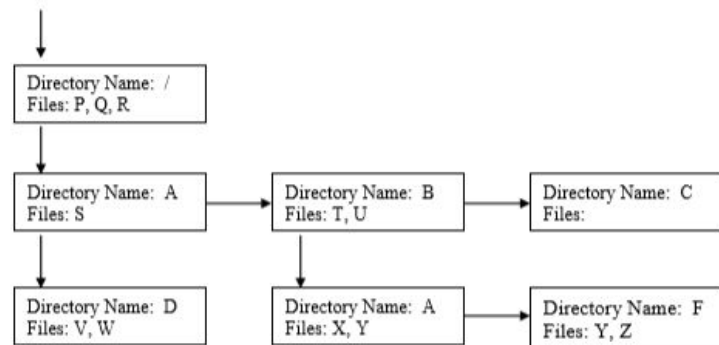 Directory Name: /
Files: P, Q, R
Directory Name: A
Files: S
Directory Name: B
Files: T, U
Directory Name: C
Files:
Directory Name: D
Files: V, W
Directory Name: A
Files: X, Y
Directory Name: F
Files: Y, Z